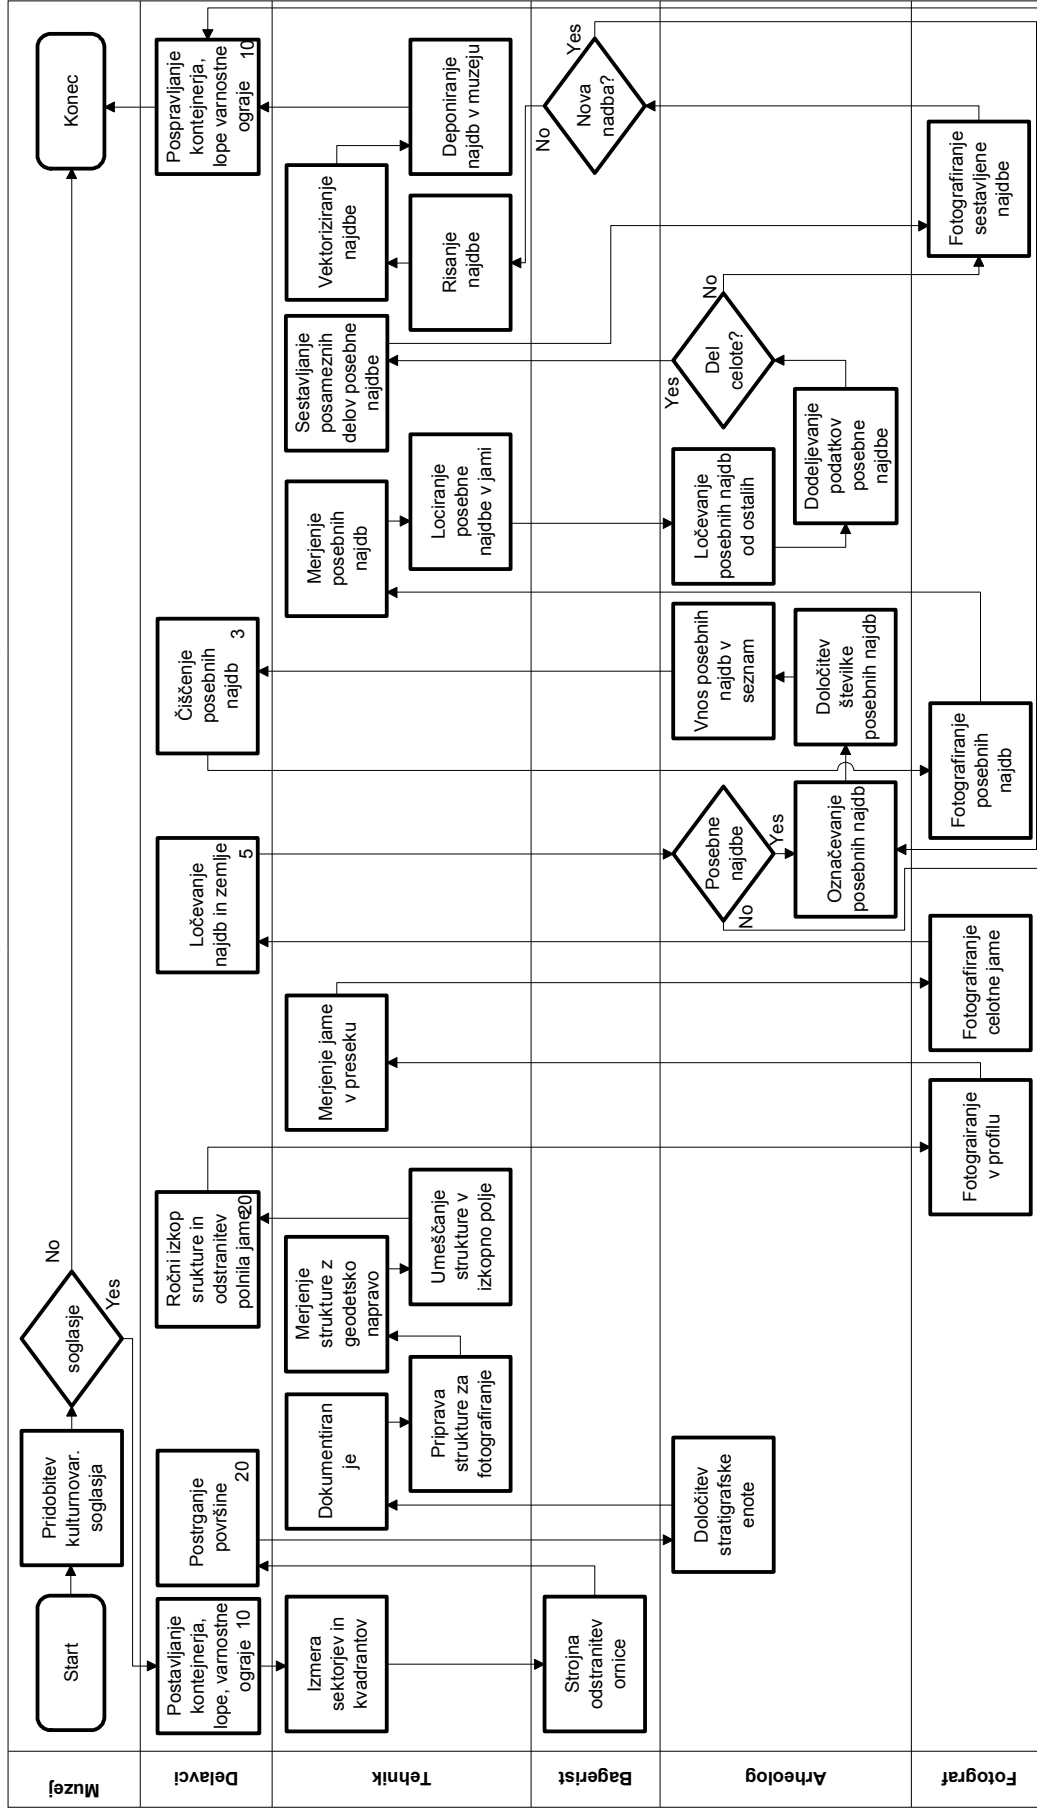 Muzej
Start
Pridobitev
kulturnovar.
soglasja
soglasje
No
Yes
Konec
Delavci
Postavljanje
kontejnerja,
lope, varnostne
ograje 10
Postrganje
površine
20
Ročni izkop
srukture in
odstranitev
polnila jame
20
Ločevanje
najdb in zemlje
5
Čiščenje
posebnih
najdb
3
Pospravljanje
kontejnerja,
lope varnostne
ograje
10
Tehnik
Izmera
sektorjev in
kvadrantov
Dokumentiran
je
Priprava
strukture za
fotografiranje
Merjenje
strukture z
geodetsko
napravo
Umeščanje
strukture v
izkopno polje
Merjenje jame
v preseku
Merjenje
posebnih
najdb
Lociranje
posebne
najdbe v jami
Sestavljanje
posameznih
delov posebne
najdbe
Risanje
najdbe
Vektoriziranje
najdbe
Deponiranje
najdb v muzeju
Bagerist
Strojna
odstranitev
ornice
No
Nova
nadba?
Yes
Arheolog
Določitev
stratigrafske
enote
Posebne
najdbe
No
Yes
Označevanje
posebnih najdb
Določitev
številke
posebnih najdb
Vnos posebnih
najdb v
seznam
Ločevanje
posebnih najdb
od ostalih
Dodeljevanje
podatkov
posebne
najdbe
Yes
Del
celote?
No
Fotograf
Fotograiranje
v profilu
Fotografiranje
celotne jame
Fotografiranje
posebnih
najdb
Fotografiranje
sestavljene
najdbe